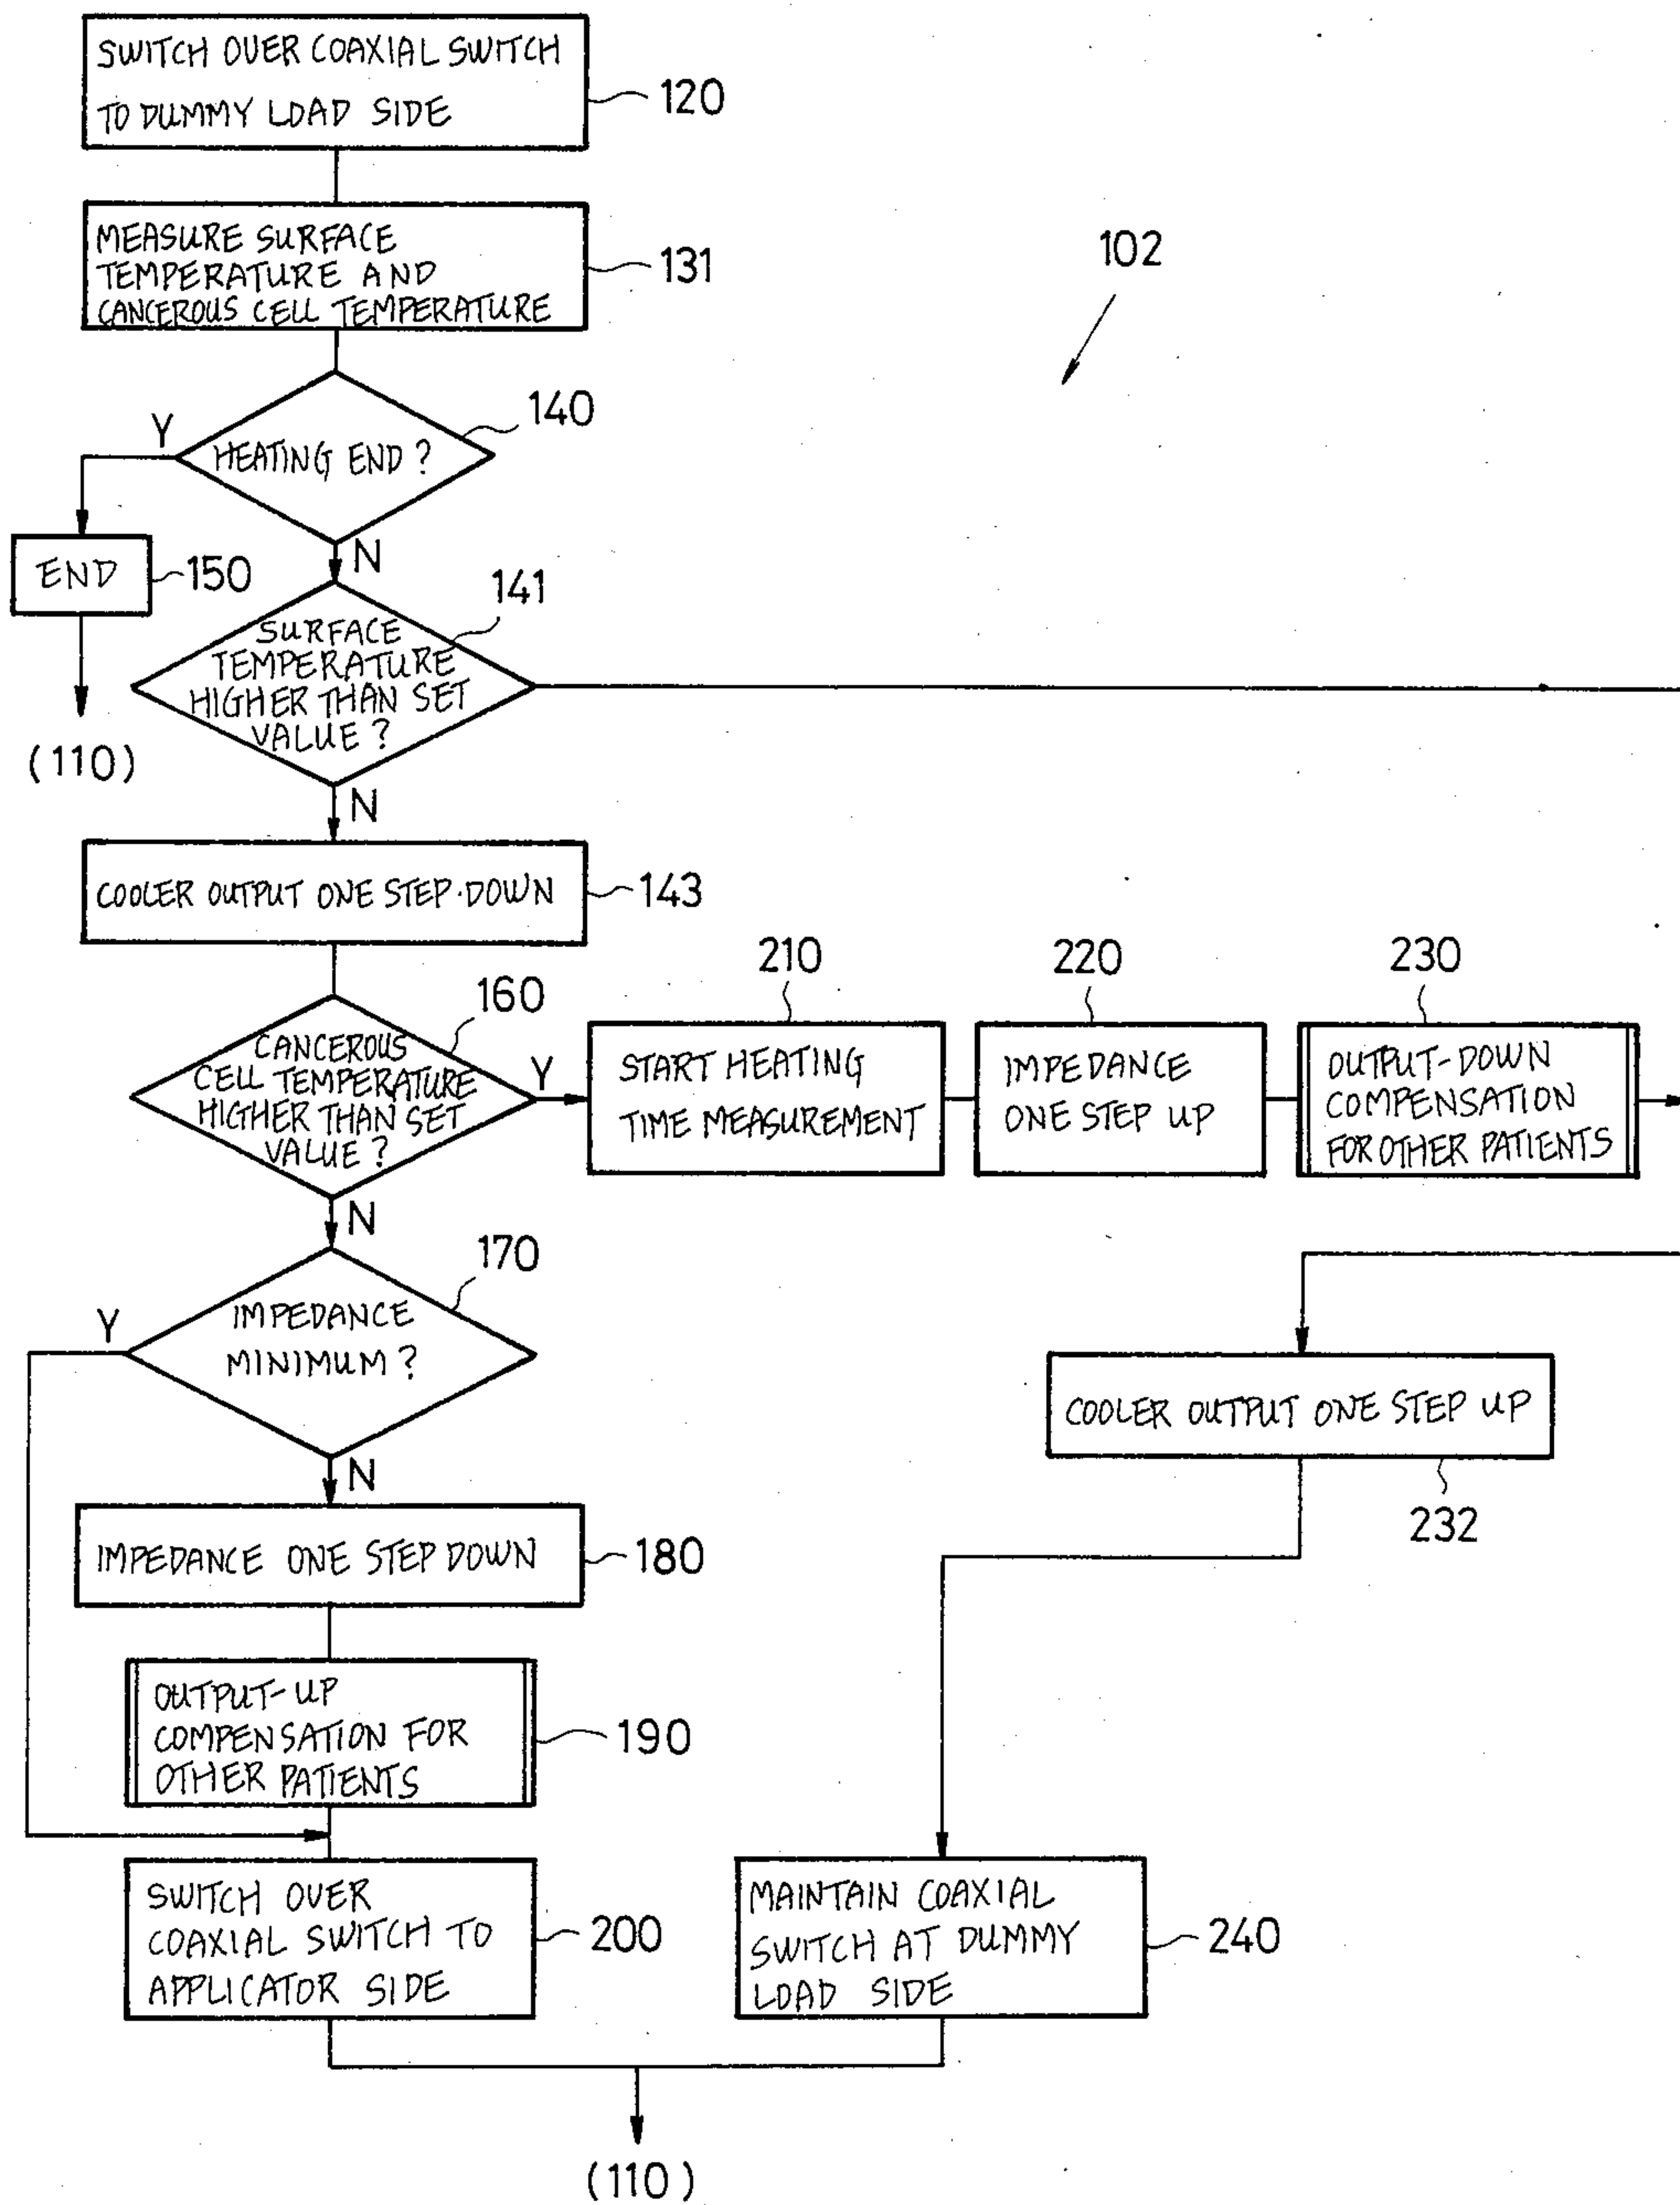 SWITCH OVER COAXIAL SWITCH
TO DUMMY LOAD SIDE
120
MEASURE SURFACE
TEMPERATURE AND
CANCEROUS CELL TEMPERATURE
131
102
140
Y
HEATING END?
N
END
150
141
SURFACE
TEMPERATURE
HIGHER THAN SET
VALUE?
(110)
N
COOLER OUTPUT ONE STEP DOWN
143
160
CANCEROUS
CELL TEMPERATURE
HIGHER THAN SET
VALUE?
Y
210
START HEATING
TIME MEASUREMENT
220
IMPEDANCE
ONE STEP UP
230
OUTPUT-DOWN
COMPENSATION
FOR OTHER PATIENTS
N
170
Y
IMPEDANCE
MINIMUM?
COOLER OUTPUT ONE STEP UP
232
N
IMPEDANCE ONE STEP DOWN
180
OUTPUT-UP
COMPENSATION FOR
OTHER PATIENTS
190
SWITCH OVER
COAXIAL SWITCH TO
APPLICATOR SIDE
200
MAINTAIN COAXIAL
SWITCH AT DUMMY
LOAD SIDE
240
(110)